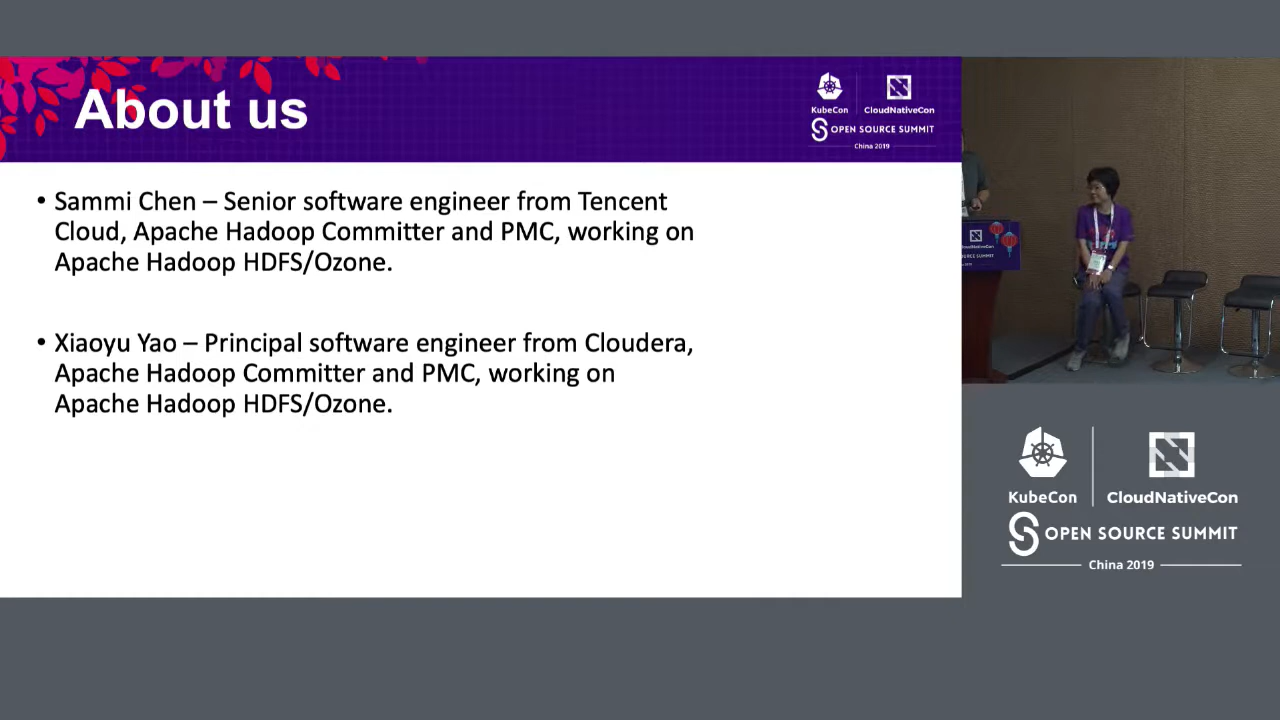 About us
KubeCon
CloudNativeCon
OPEN SOURCE SUMMIT
China 2019
• Sammi Chen – Senior software engineer from Tencent
Cloud, Apache Hadoop Committer and PMC, working on
Apache Hadoop HDFS/Ozone.
• Xiaoyu Yao – Principal software engineer from Cloudera,
Apache Hadoop Committer and PMC, working on
Apache Hadoop HDFS/Ozone.
KubeCon
CloudNativeCon
OPEN SOURCE SUMMIT
China 2019